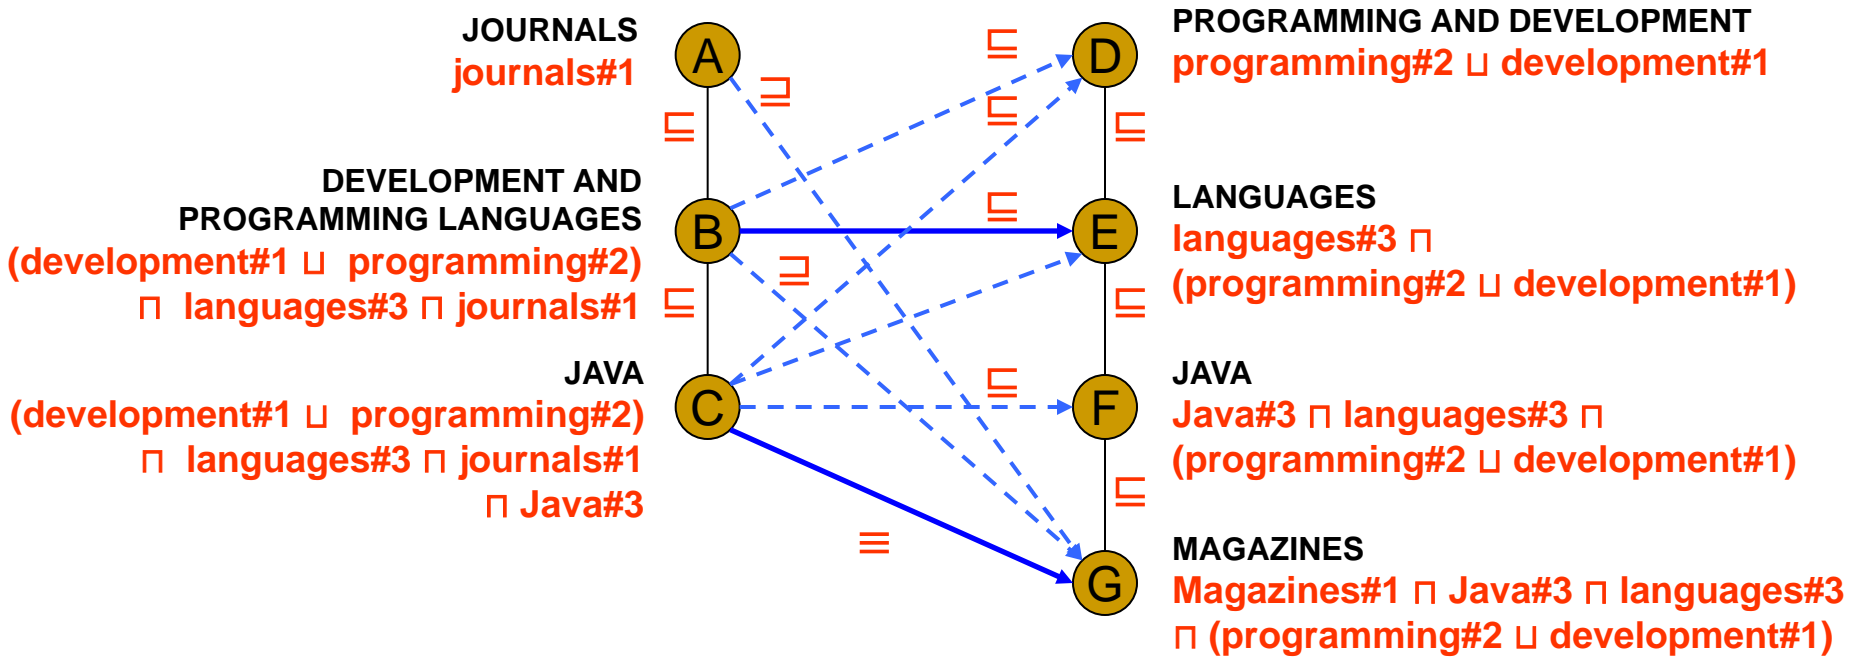 JOURNALS
journals#1
A
⊑
DEVELOPMENT AND
PROGRAMMING LANGUAGES
(development#1 ⊔ programming#2)
⊓ languages#3 ⊓ journals#1
B
⊑
JAVA
(development#1 ⊔ programming#2)
⊓ languages#3 ⊓ journals#1
⊓ Java#3
C
⊒
⊑
⊑
⊑
⊒
⊑
≡
D
PROGRAMMING AND DEVELOPMENT
programming#2 ⊔ development#1
⊑
E
LANGUAGES
languages#3 ⊓
(programming#2 ⊔ development#1)
⊑
F
JAVA
Java#3 ⊓ languages#3 ⊓
(programming#2 ⊔ development#1)
⊑
G
MAGAZINES
Magazines#1 ⊓ Java#3 ⊓ languages#3
⊓ (programming#2 ⊔ development#1)